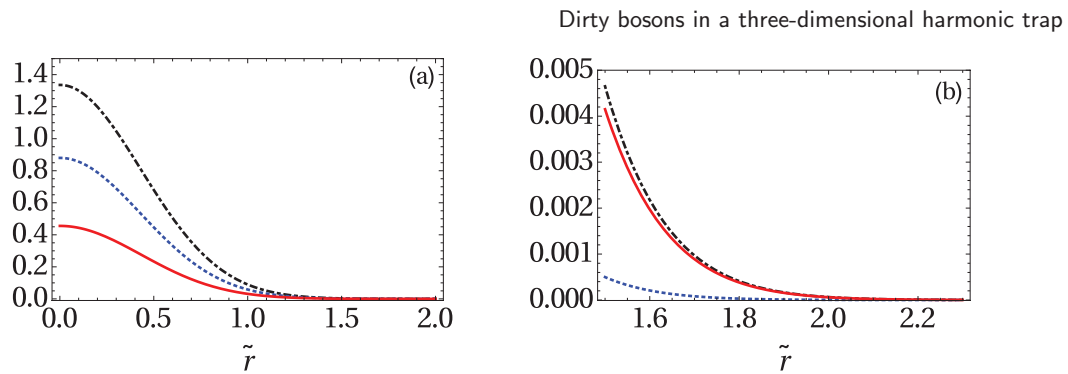 Dirty bosons in a three-dimensional harmonic trap
(a)
1.4
1.2
1.0
0.8
0.6
0.4
0.2
0.0
0.0 0.5 1.0 1.5 2.0
r̃
(b)
0.005
0.004
0.003
0.002
0.001
0.000
1.6 1.8 2.0 2.2
r̃